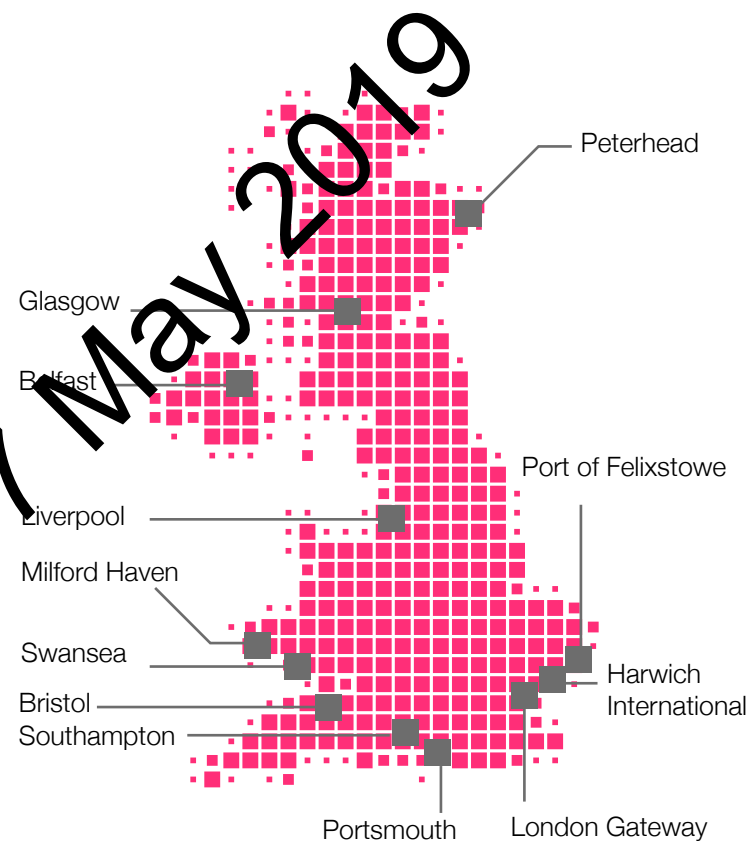 Peterhead
Glasgow
Belfast
Port of Felixstowe
Liverpool
Milford Haven
Swansea
Harwich
International
Bristol
Southampton
Portsmouth
London Gateway
May 2019